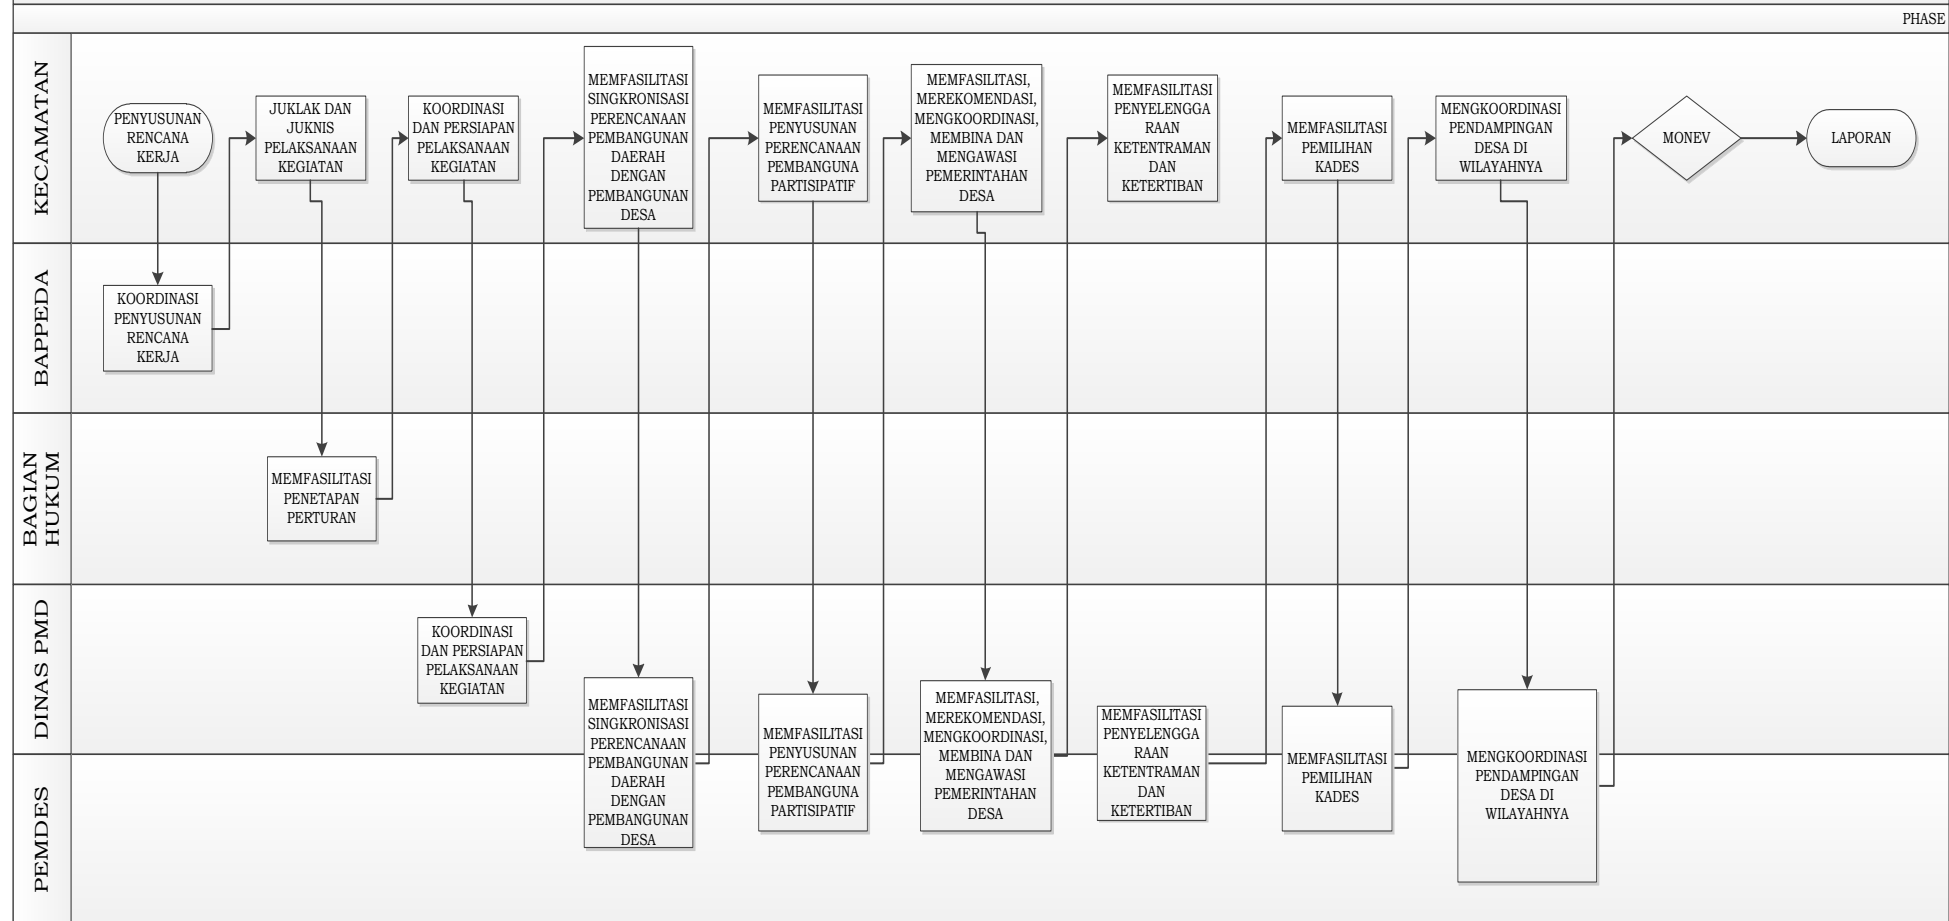 PHASE
KECAMATAN
PENYUSUNAN
RENCANA
KERJA
JUKLAK DAN
JUKNIS
PELAKSANAAN
KEGIATAN
KOORDINASI
DAN PERSIAPAN
PELAKSANAAN
KEGIATAN
MEMFASILITASI
SINGKRONISASI
PERENCANAAN
PEMBANGUNAN
DAERAH
DENGAN
PEMBANGUNAN
DESA
MEMFASILITASI
PENYUSUNAN
PERENCANAAN
PEMBANGUNA
PARTISIPATIF
MEMFASILITASI,
MEREKOMENDASI,
MENGKOORDINASI,
MEMBINA DAN
MENGAWASI
PEMERINTAHAN
DESA
MEMFASILITASI
PENYELENGGA
RAAN
KETENTRAMAN
DAN
KETERTIBAN
MEMFASILITASI
PEMILIHAN
KADES
MENGKOORDINASI
PENDAMPINGAN
DESA DI
WILAYAHNYA
MONEV
LAPORAN
BAPPEDA
KOORDINASI
PENYUSUNAN
RENCANA
KERJA
BAGIAN
HUKUM
MEMFASILITASI
PENETAPAN
PERTURAN
DINAS PMD
KOORDINASI
DAN PERSIAPAN
PELAKSANAAN
KEGIATAN
MEMFASILITASI
SINGKRONISASI
PERENCANAAN
PEMBANGUNAN
DAERAH
DENGAN
PEMBANGUNAN
DESA
MEMFASILITASI
PENYUSUNAN
PERENCANAAN
PEMBANGUNA
PARTISIPATIF
MEMFASILITASI,
MEREKOMENDASI,
MENGKOORDINASI,
MEMBINA DAN
MENGAWASI
PEMERINTAHAN
DESA
MEMFASILITASI
PENYELENGGA
RAAN
KETENTRAMAN
DAN
KETERTIBAN
MEMFASILITASI
PEMILIHAN
KADES
MENGKOORDINASI
PENDAMPINGAN
DESA DI
WILAYAHNYA
PEMDES